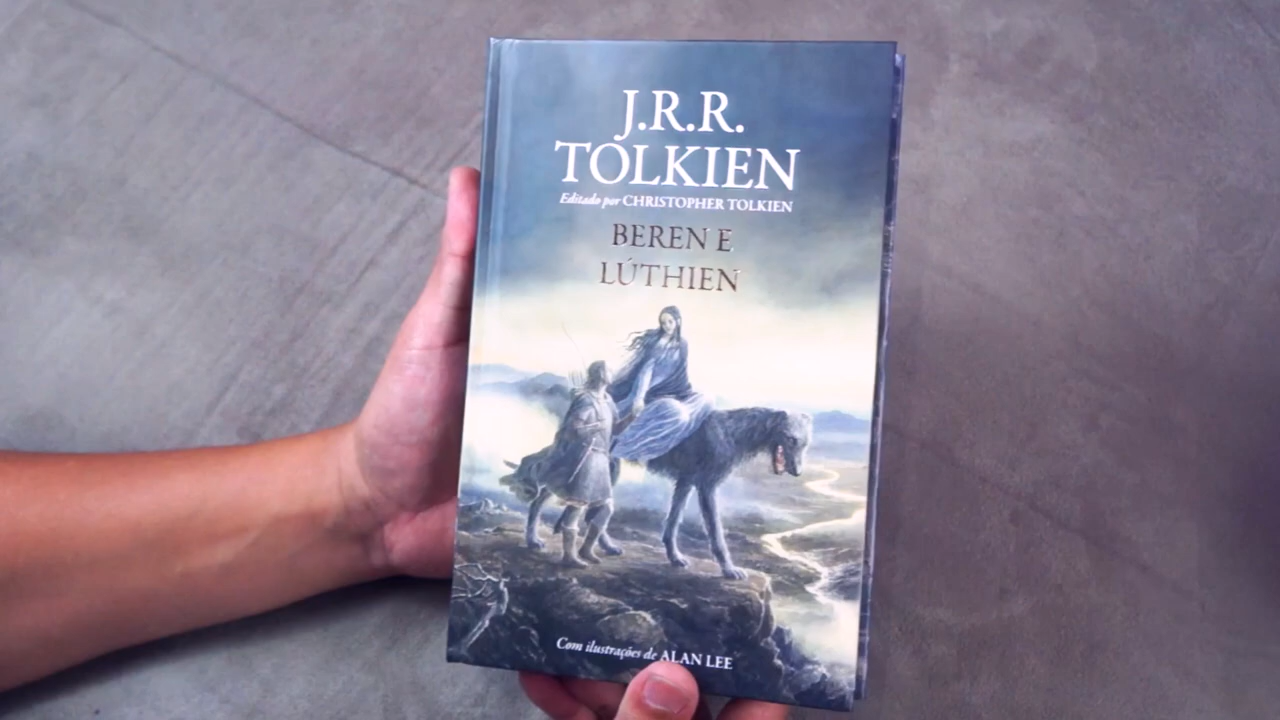 J.R.R.
TOLKIEN
Editado por CHRISTOPHER TOLKIEN
BEREN E
LÚTHIEN
Com ilustrações de ALAN LEE